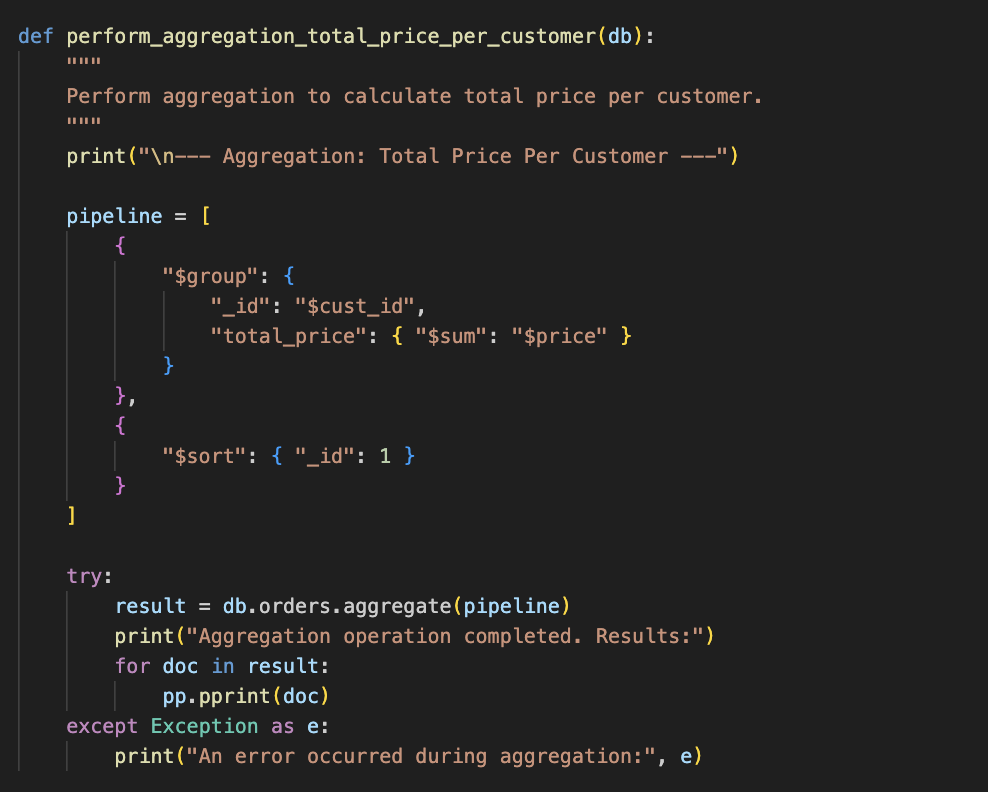 def perform_aggregation_total_price_per_customer(db):
    """
    Perform aggregation to calculate total price per customer.
    """
    print("\n--- Aggregation: Total Price Per Customer ---")

    pipeline = [
        {
            "$group": {
                "_id": "$cust_id",
                "total_price": { "$sum": "$price" }
            }
        },
        {
            "$sort": { "_id": 1 }
        }
    ]

    try:
        result = db.orders.aggregate(pipeline)
        print("Aggregation operation completed. Results:")
        for doc in result:
            pp.pprint(doc)
    except Exception as e:
        print("An error occurred during aggregation:", e)